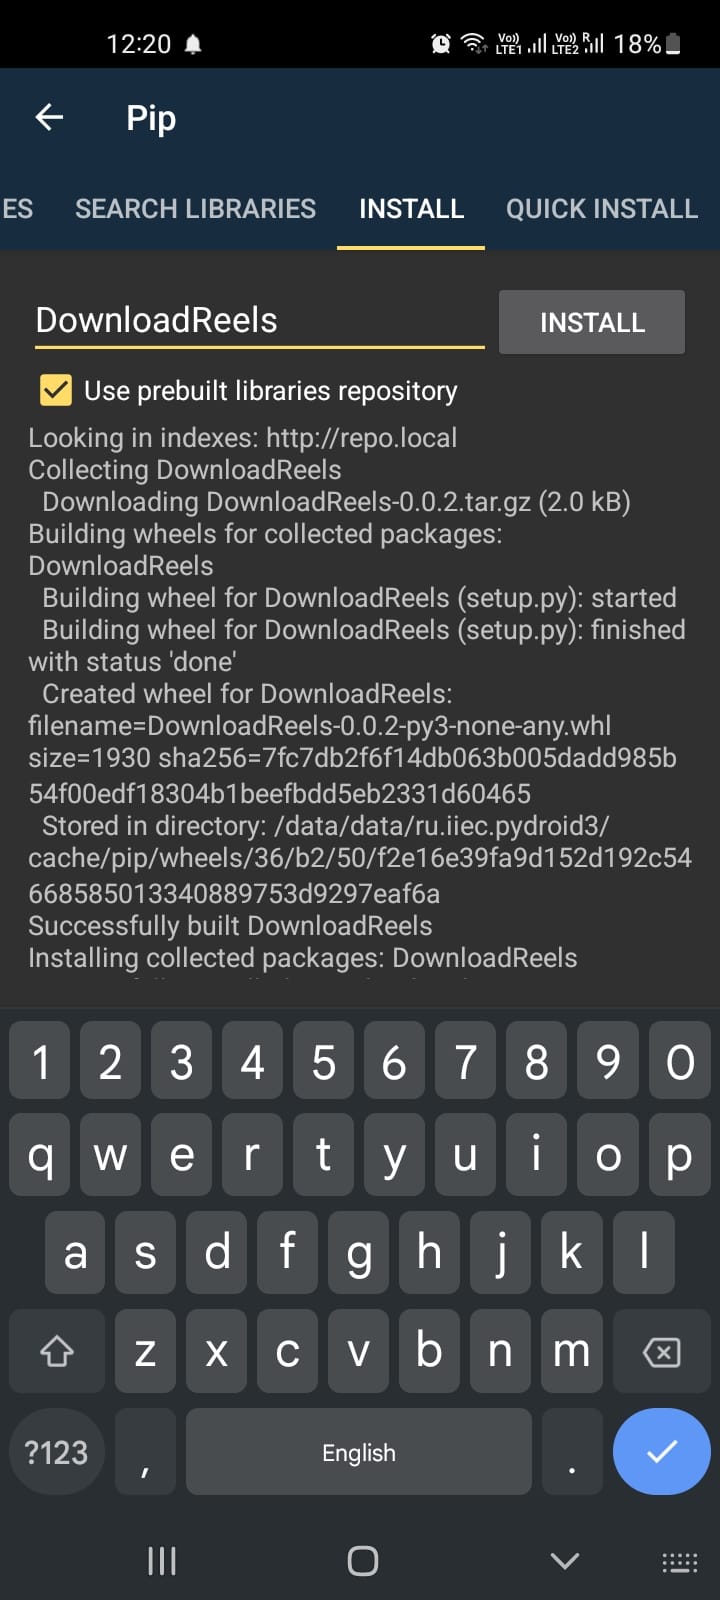 12:20
Vo)) LTE1 Vo)) LTE2 R 18%
Pip
ES SEARCH LIBRARIES INSTALL QUICK INSTALL
DownloadReels INSTALL
Use prebuilt libraries repository
Looking in indexes: http://repo.local
Collecting DownloadReels
Downloading DownloadReels-0.0.2.tar.gz (2.0 kB)
Building wheels for collected packages:
DownloadReels
Building wheel for DownloadReels (setup.py): started
Building wheel for DownloadReels (setup.py): finished
with status 'done'
Created wheel for DownloadReels:
filename=DownloadReels-0.0.2-py3-none-any.whl
size=1930 sha256=7fc7db2f6f14db063b005dadd985b
54f00edf18304b1beefbdd5eb2331d60465
Stored in directory: /data/data/ru.iiec.pydroid3/
cache/pip/wheels/36/b2/50/f2e16e39fa9d152d192c54
668585013340889753d9297eaf6a
Successfully built DownloadReels
Installing collected packages: DownloadReels
1 2 3 4 5 6 7 8 9 0
q w e r t y u i o p
a s d f g h j k l
z x c v b n m
?123 , English .